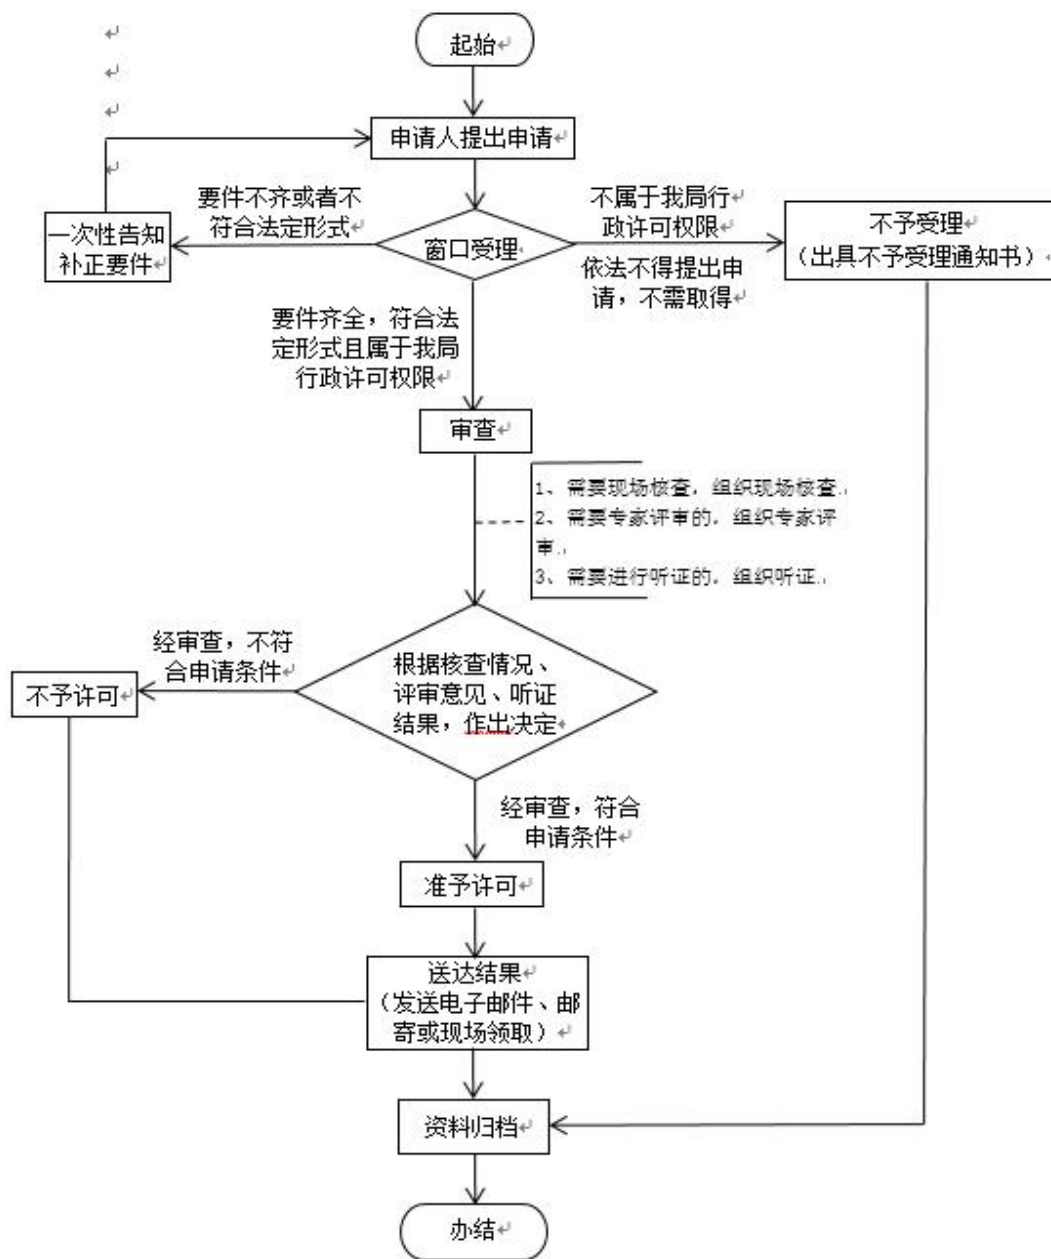 起始
申请人提出申请
要件不齐或者不
符合法定形式
一次性告知
补正要件
窗口受理
不属于我局行
政许可权限
依法不得提出申
请，不需取得
不予受理
（出具不予受理通知书）
要件齐全，符合法
定形式且属于我局
行政许可权限
审查
1、需要现场核查，组织现场核查.
2、需要专家评审的，组织专家评
审.
3、需要进行听证的，组织听证.
经审查，不符
合申请条件
不予许可
根据核查情况、
评审意见、听证
结果，作出决定
经审查，符合
申请条件
准予许可
送达结果
（发送电子邮件、邮
寄或现场领取）
资料归档
办结